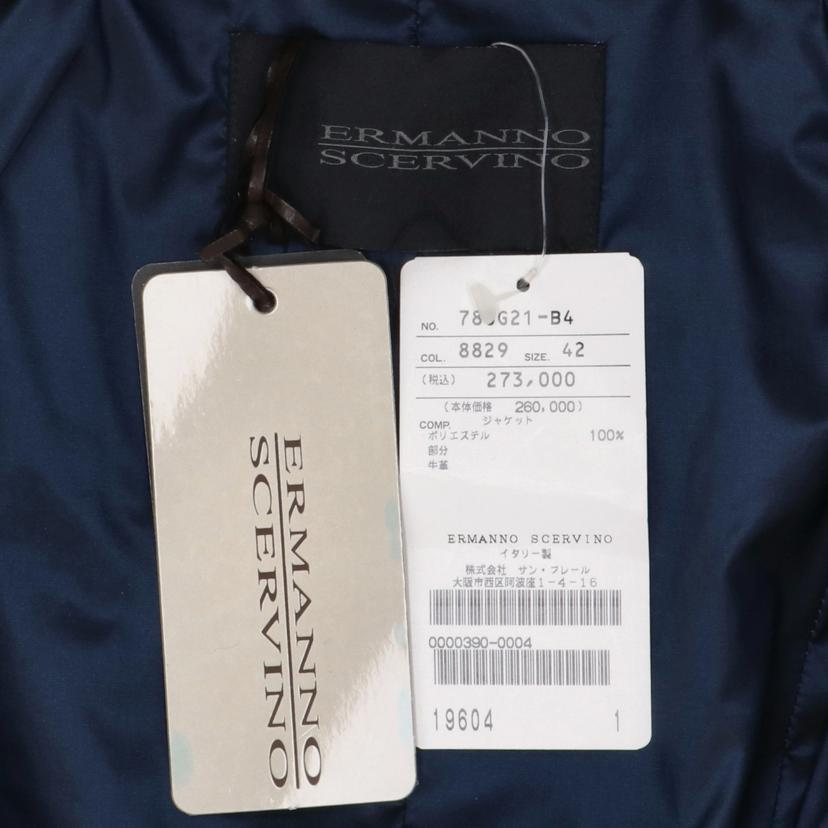 ERMANNO
SCERVINO
ERMANNO
SCERVINO
NO. G21-B4
COL. 8829 SIZE. 42
(税込) 273,000
(本体価格 260,000)
COMP. ジャケット
ポリエステル 100%
部分
牛革
ERMANNO SCERVINO
イタリー製
株式会社 サン・フレール
大阪市西区阿波座1-4-16
0000390-0004
19604 1